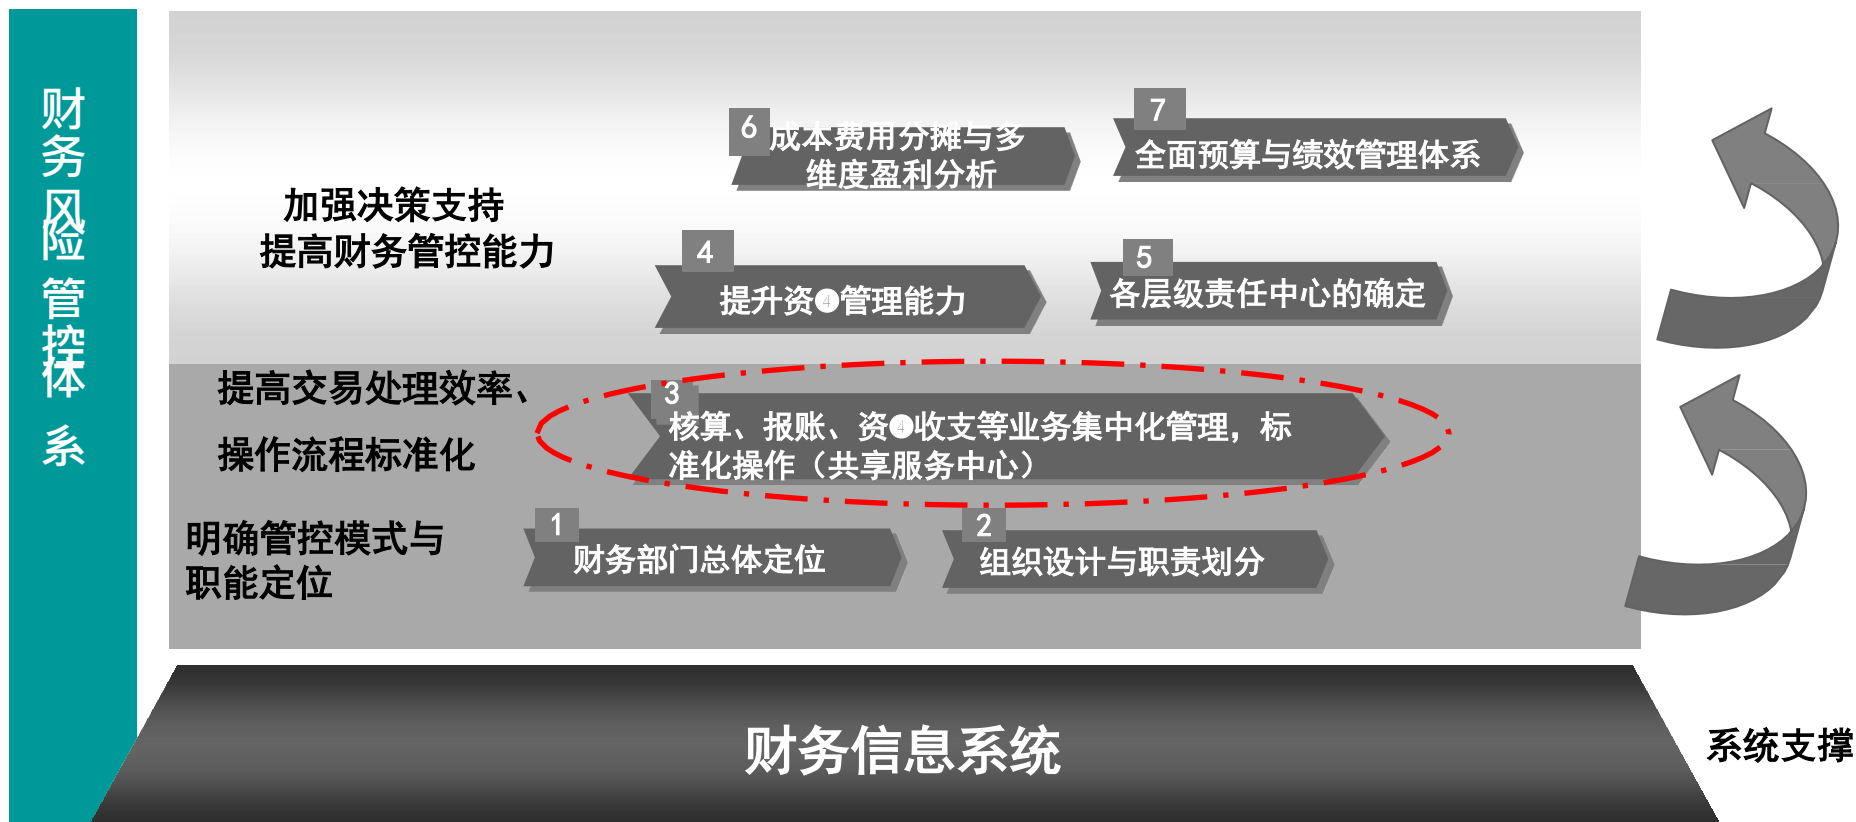 财务风险管控体系
6
成本费用分摊与多
维度盈利分析
7
全面预算与绩效管理体系
加强决策支持
提高财务管控能力
4
提升资❹管理能力
5
各层级责任中心的确定
提高交易处理效率、
操作流程标准化
3
核算、报账、资❹收支等业务集中化管理，标
准化操作（共享服务中心）
明确管控模式与
职能定位
1
财务部门总体定位
2
组织设计与职责划分
财务信息系统
系统支撑